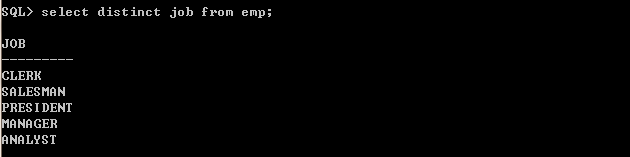 SQL> select distinct job from emp;
JOB
---------
CLERK
SALESMAN
PRESIDENT
MANAGER
ANALYST